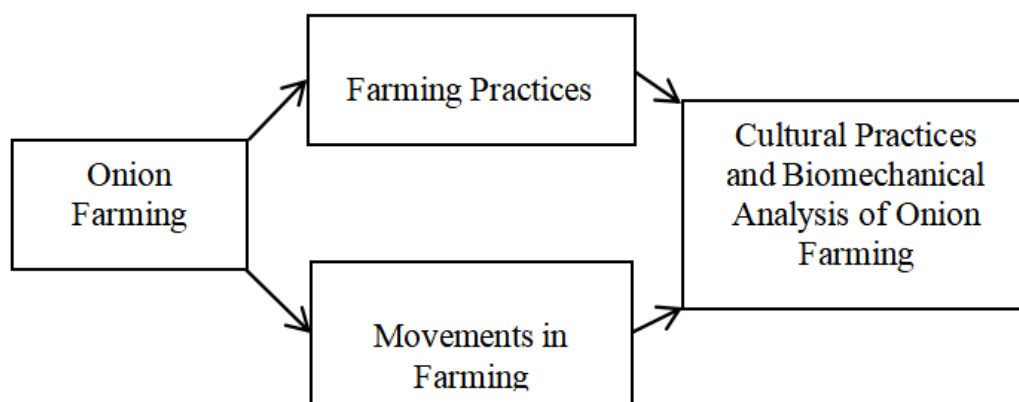 Onion
Farming
Farming Practices
Movements in
Farming
Cultural Practices
and Biomechanical
Analysis of Onion
Farming